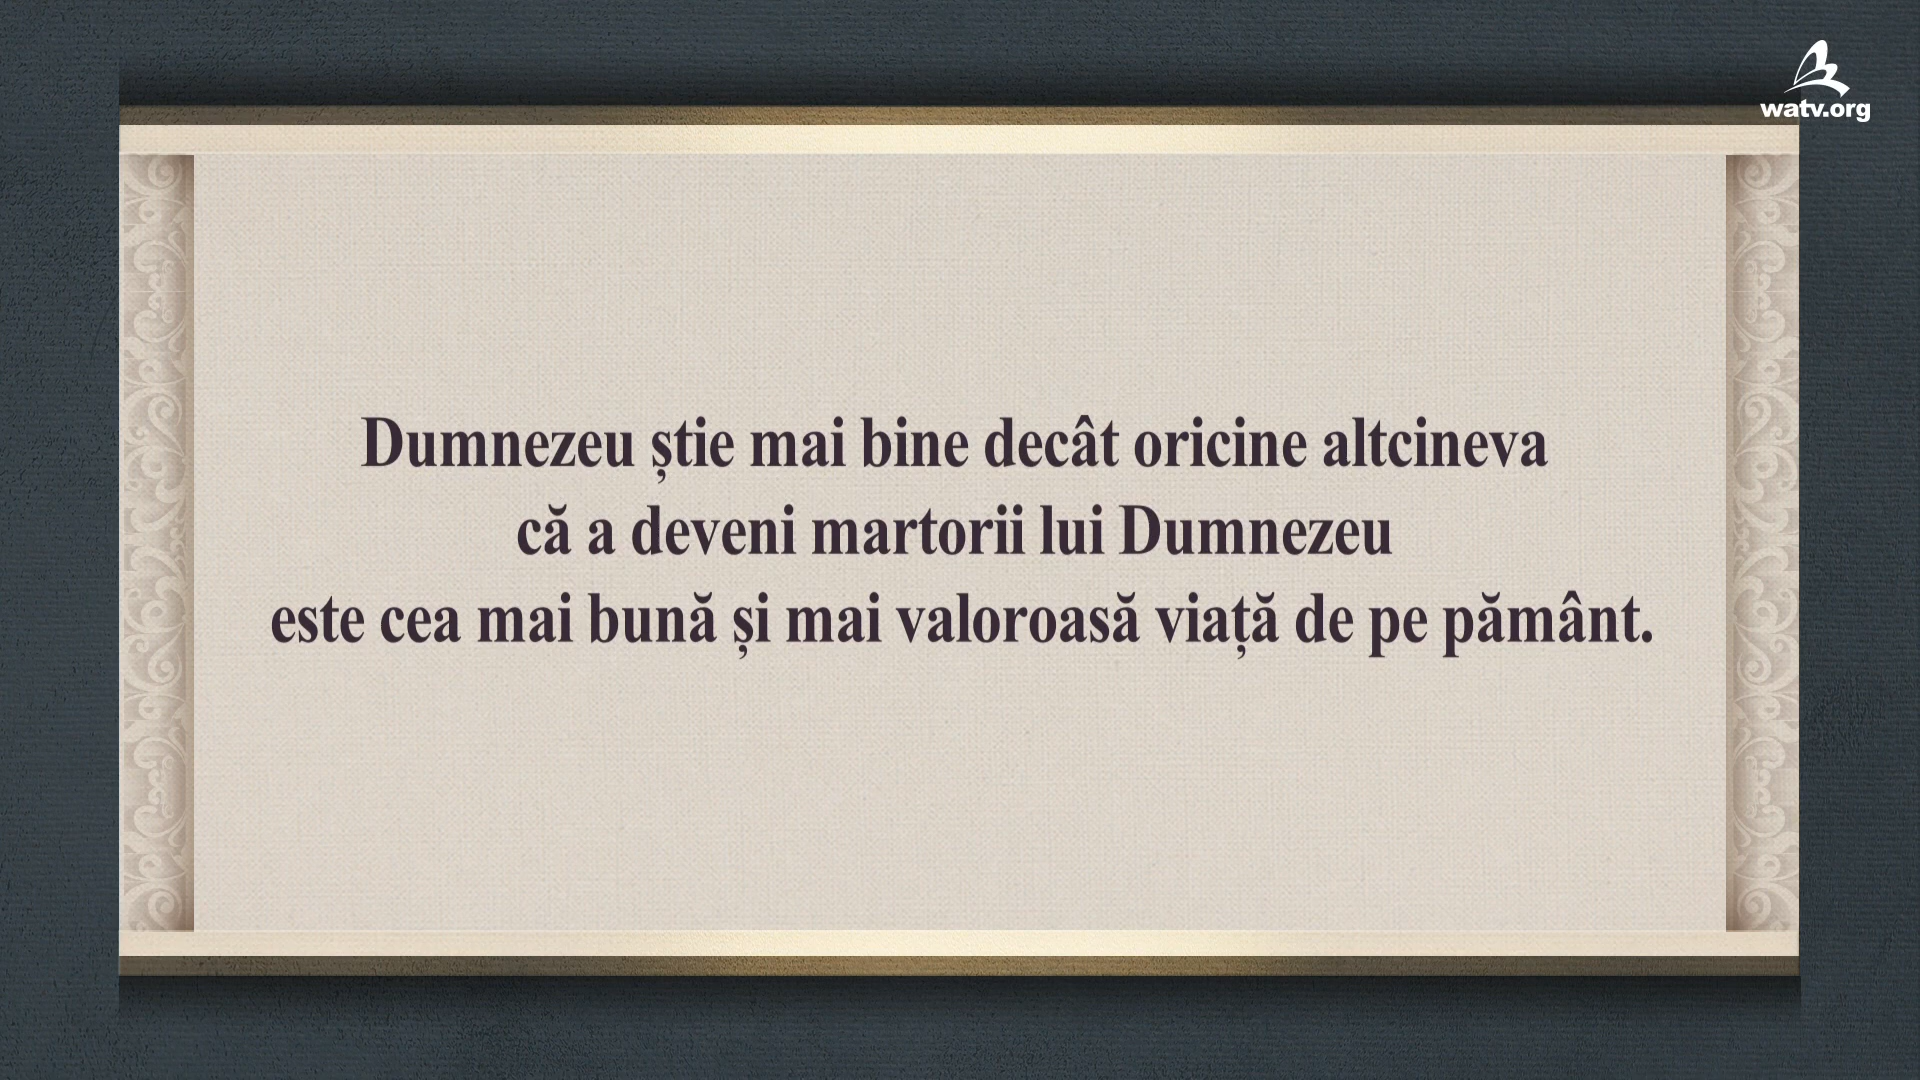 watv.org
Dumnezeu știe mai bine decât oricine altcineva
că a deveni martorii lui Dumnezeu
este cea mai bună și mai valoroasă viață de pe pământ.